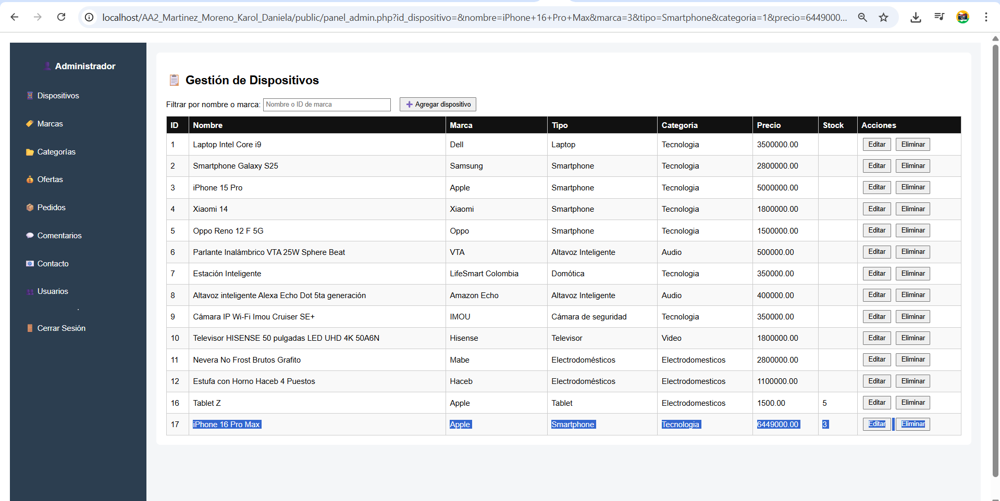 localhost/AA2_Martinez_Moreno_Karol_Daniela/public/panel_admin.php?id_dispositivo=&nombre=iPhone+16+Pro+Max&marca=3&tipo=Smartphone&categoria=1&precio=6449000...
Administrador
Dispositivos
Marcas
Categorías
Ofertas
Pedidos
Comentarios
Contacto
Usuarios
.
Cerrar Sesión
Gestión de Dispositivos
Filtrar por nombre o marca: Nombre o ID de marca Agregar dispositivo
ID Nombre Marca Tipo Categoría Precio Stock Acciones
1 Laptop Intel Core i9 Dell Laptop Tecnologia 3500000.00 Editar Eliminar
2 Smartphone Galaxy S25 Samsung Smartphone Tecnologia 2800000.00 Editar Eliminar
3 iPhone 15 Pro Apple Smartphone Tecnologia 5000000.00 Editar Eliminar
4 Xiaomi 14 Xiaomi Smartphone Tecnologia 1800000.00 Editar Eliminar
5 Oppo Reno 12 F 5G Oppo Smartphone Tecnologia 1500000.00 Editar Eliminar
6 Parlante Inalámbrico VTA 25W Sphere Beat VTA Altavoz Inteligente Audio 500000.00 Editar Eliminar
7 Estación Inteligente LifeSmart Colombia Domótica Tecnologia 350000.00 Editar Eliminar
8 Altavoz inteligente Alexa Echo Dot 5ta generación Amazon Echo Altavoz Inteligente Audio 400000.00 Editar Eliminar
9 Cámara IP Wi-Fi Imou Cruiser SE+ IMOU Cámara de seguridad Tecnologia 350000.00 Editar Eliminar
10 Televisor HISENSE 50 pulgadas LED UHD 4K 50A6N Hisense Televisor Video 1800000.00 Editar Eliminar
11 Nevera No Frost Brutos Grafito Mabe Electrodomésticos Electrodomesticos 2800000.00 Editar Eliminar
12 Estufa con Horno Haceb 4 Puestos Haceb Electrodomésticos Electrodomesticos 1100000.00 Editar Eliminar
16 Tablet Z Apple Tablet Electrodomesticos 1500.00 5 Editar Eliminar
17 iPhone 16 Pro Max Apple Smartphone Tecnologia 6449000.00 3 Editar Eliminar